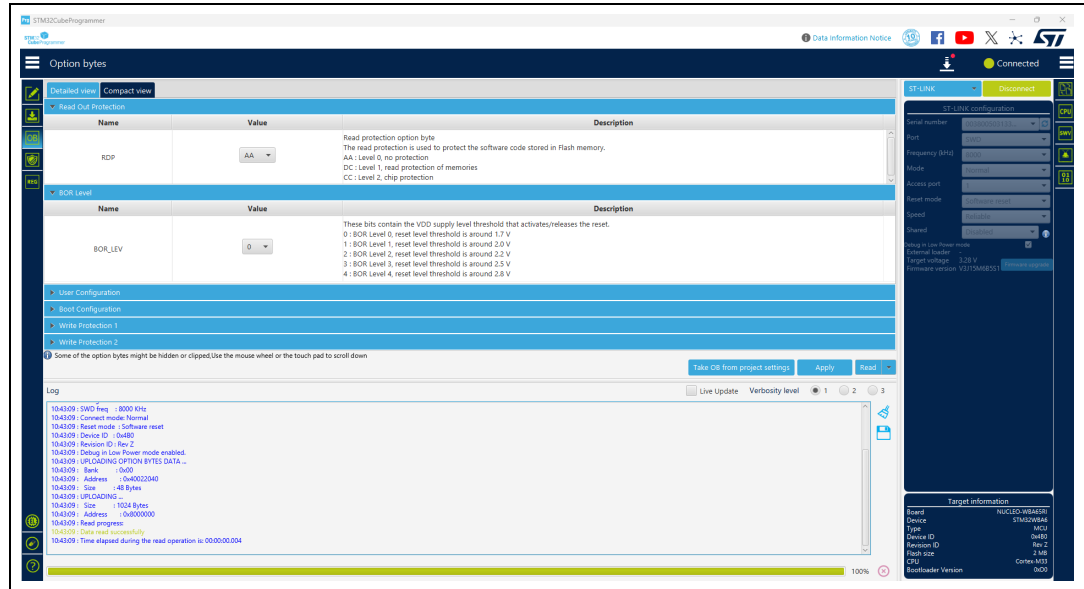 Prg STM32CubeProgrammer
STM32
CubeProgrammer
Data Information Notice
Option bytes
Connected
Detailed view Compact view
ST-LINK Disconnect
Read Out Protection
ST-LINK configuration
Name Value Description
Serial number
Port SWD
Frequency (kHz) 8000
Mode Normal
Access port 1
Reset mode Software reset
Speed Reliable
Shared Disabled
Debug in Low Power mode
External loader -
Target voltage 3.28 V
Firmware version V3J15M6B5S1 Firmware upgrade
OB
REG
CPU
SWV
RDP AA
Read protection option byte
The read protection is used to protect the software code stored in Flash memory.
AA : Level 0, no protection
DC : Level 1, read protection of memories
CC : Level 2, chip protection
BOR Level
Name Value Description
BOR_LEV 0
These bits contain the VDD supply level threshold that activates/releases the reset.
0 : BOR Level 0, reset level threshold is around 1.7 V
1 : BOR Level 1, reset level threshold is around 2.0 V
2 : BOR Level 2, reset level threshold is around 2.2 V
3 : BOR Level 3, reset level threshold is around 2.5 V
4 : BOR Level 4, reset level threshold is around 2.8 V
User Configuration
Boot Configuration
Write Protection 1
Write Protection 2
Some of the option bytes might be hidden or clipped,Use the mouse wheel or the touch pad to scroll down
Take OB from project settings Apply Read
Log
Live Update Verbosity level 1 2 3
10:43:09 : SWD freq : 8000 KHz
10:43:09 : Connect mode: Normal
10:43:09 : Reset mode : Software reset
10:43:09 : Device ID : 0x4B0
10:43:09 : Revision ID : Rev Z
10:43:09 : Debug in Low Power mode enabled.
10:43:09 : UPLOADING OPTION BYTES DATA ...
10:43:09 : Bank : 0x00
10:43:09 : Address : 0x40022040
10:43:09 : Size : 48 Bytes
10:43:09 : UPLOADING ...
10:43:09 : Size : 1024 Bytes
10:43:09 : Address : 0x8000000
10:43:09 : Read progress:
10:43:09 : Data read successfully
10:43:09 : Time elapsed during the read operation is: 00:00:00.004
100%
Target information
Board NUCLEO-WBA65RI
Device STM32WBA6
Type MCU
Device ID 0x4B0
Revision ID Rev Z
Flash size 2 MB
CPU Cortex-M33
Bootloader Version 0xD0